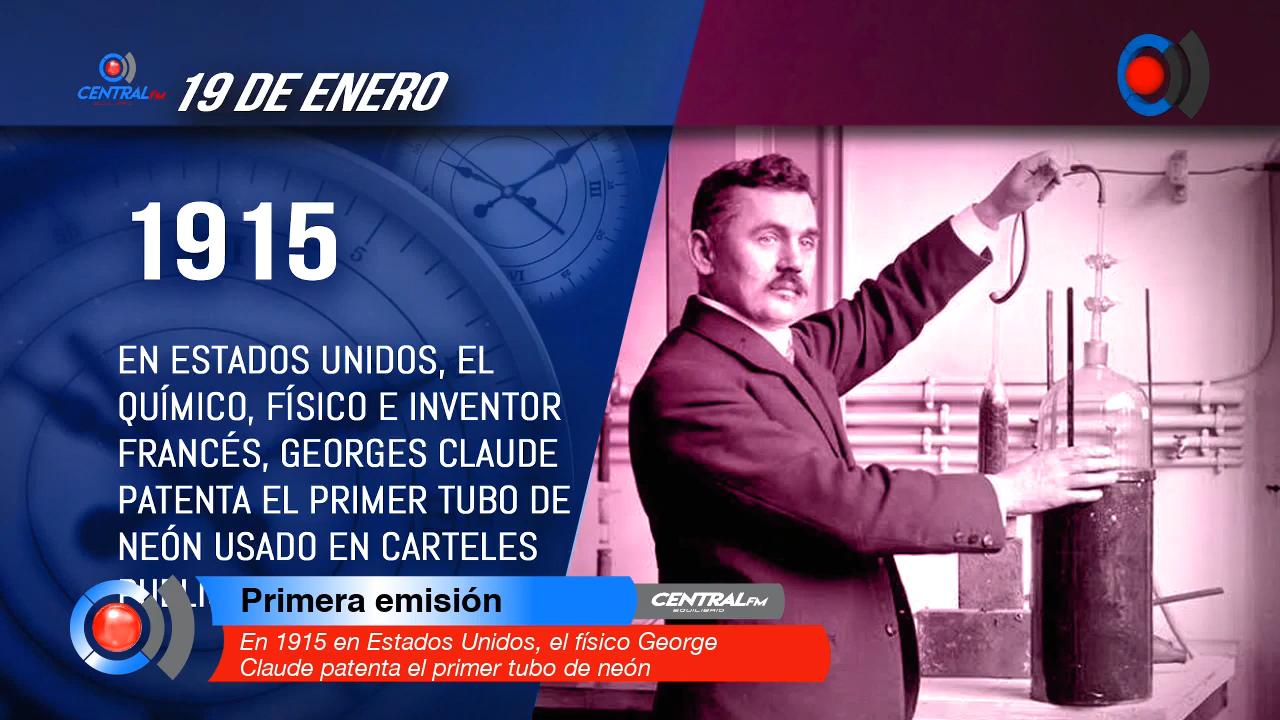 CENTRAL FM
19 DE ENERO
1915
EN ESTADOS UNIDOS, EL
QUÍMICO, FÍSICO E INVENTOR
FRANCÉS, GEORGES CLAUDE
PATENTA EL PRIMER TUBO DE
NEÓN USADO EN CARTELES
Primera emisión
CENTRAL FM
EQUILIBRIO
En 1915 en Estados Unidos, el físico George
Claude patenta el primer tubo de neón